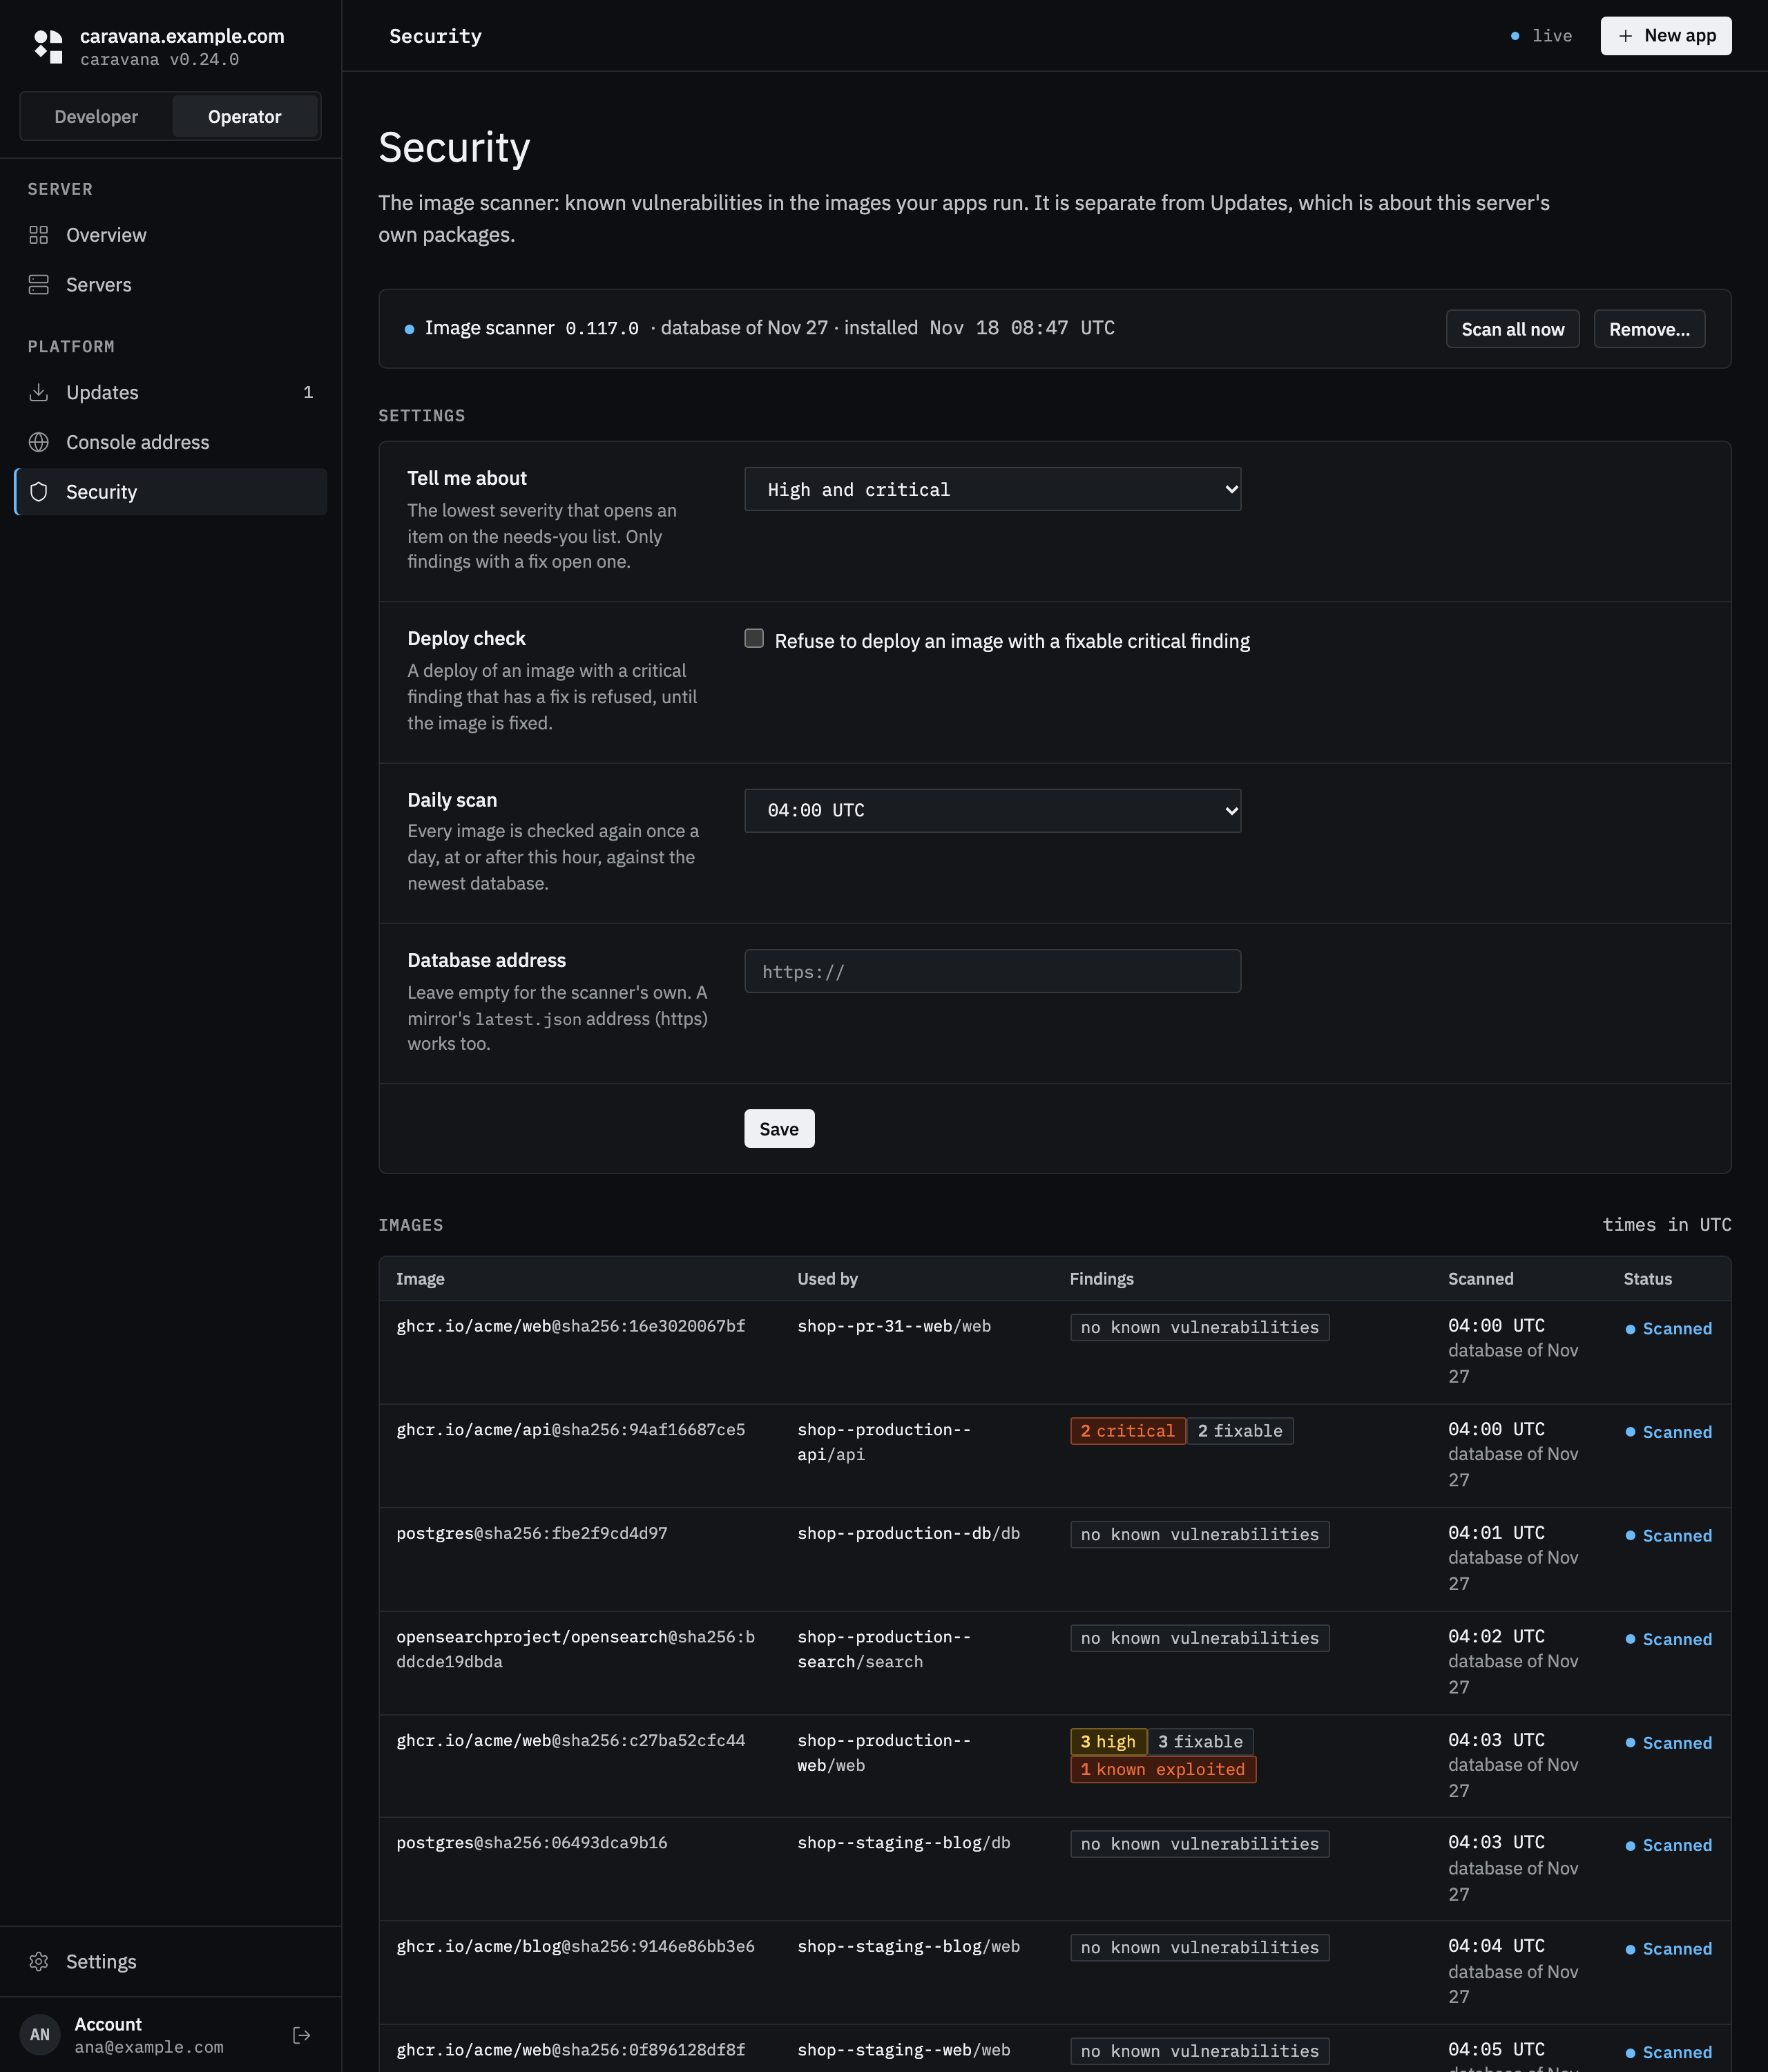 caravana.example.com
caravana v0.24.0
Developer
Operator
SERVER
Overview
Servers
PLATFORM
Updates 1
Console address
Security
Settings
AN
Account
ana@example.com
Security
live
+ New app
Security
The image scanner: known vulnerabilities in the images your apps run. It is separate from Updates, which is about this server's
own packages.
Image scanner 0.117.0 · database of Nov 27 · installed Nov 18 08:47 UTC
Scan all now
Remove...
SETTINGS
Tell me about
The lowest severity that opens an
item on the needs-you list. Only
findings with a fix open one.
High and critical
Deploy check
A deploy of an image with a critical
finding that has a fix is refused, until
the image is fixed.
Refuse to deploy an image with a fixable critical finding
Daily scan
Every image is checked again once a
day, at or after this hour, against the
newest database.
04:00 UTC
Database address
Leave empty for the scanner's own. A
mirror's latest.json address (https)
works too.
https://
Save
IMAGES
times in UTC
Image Used by Findings Scanned Status
ghcr.io/acme/web@sha256:16e3020067bf shop--pr-31--web/web no known vulnerabilities 04:00 UTC Scanned
database of Nov
27
ghcr.io/acme/api@sha256:94af16687ce5 shop--production-- 2 critical 2 fixable 04:00 UTC Scanned
api/api database of Nov
27
postgres@sha256:fbe2f9cd4d97 shop--production--db/db no known vulnerabilities 04:01 UTC Scanned
database of Nov
27
opensearchproject/opensearch@sha256:b shop--production-- no known vulnerabilities 04:02 UTC Scanned
ddcde19dbda search/search database of Nov
27
ghcr.io/acme/web@sha256:c27ba52cfc44 shop--production-- 3 high 3 fixable 04:03 UTC Scanned
web/web 1 known exploited database of Nov
27
postgres@sha256:06493dca9b16 shop--staging--blog/db no known vulnerabilities 04:03 UTC Scanned
database of Nov
27
ghcr.io/acme/blog@sha256:9146e86bb3e6 shop--staging--blog/web no known vulnerabilities 04:04 UTC Scanned
database of Nov
27
ghcr.io/acme/web@sha256:0f896128df8f shop--staging--web/web no known vulnerabilities 04:05 UTC Scanned